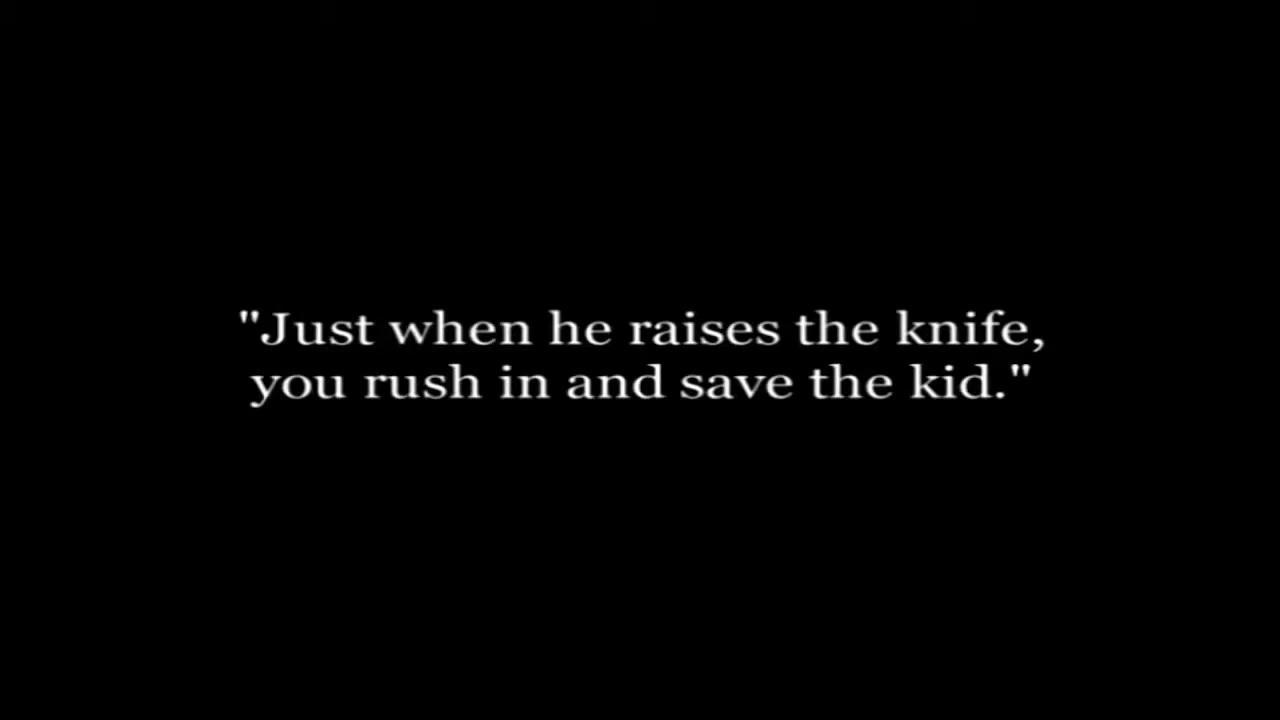 "Just when he raises the knife,
you rush in and save the kid."